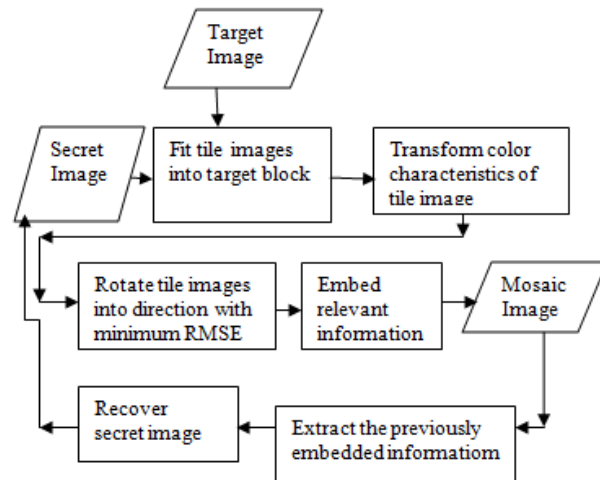 Target
Image
Secret
Image
Fit tile images
into target block
Transform color
characteristics of
tile image
Rotate tile images
into direction with
minimum RMSE
Embed
relevant
information
Mosaic
Image
Recover
secret image
Extract the previously
embedded informatiom